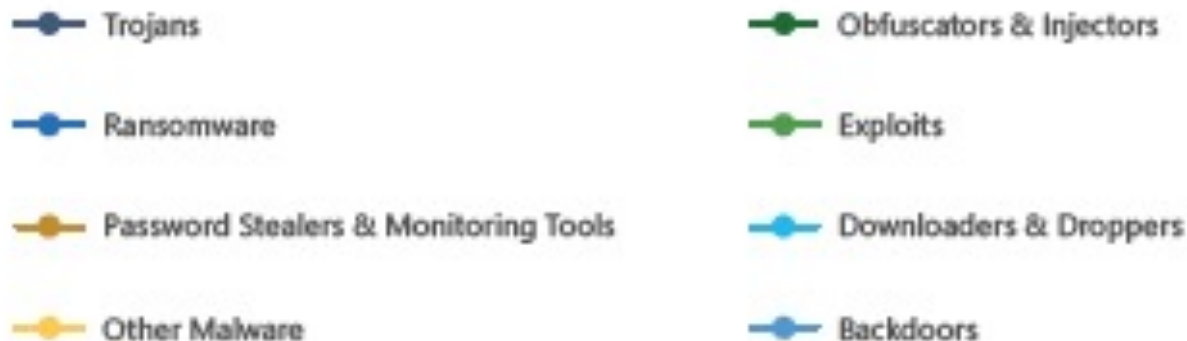 Trojans
Obfuscators & Injectors
Ransomware
Exploits
Password Stealers & Monitoring Tools
Downloaders & Droppers
Other Malware
Backdoors